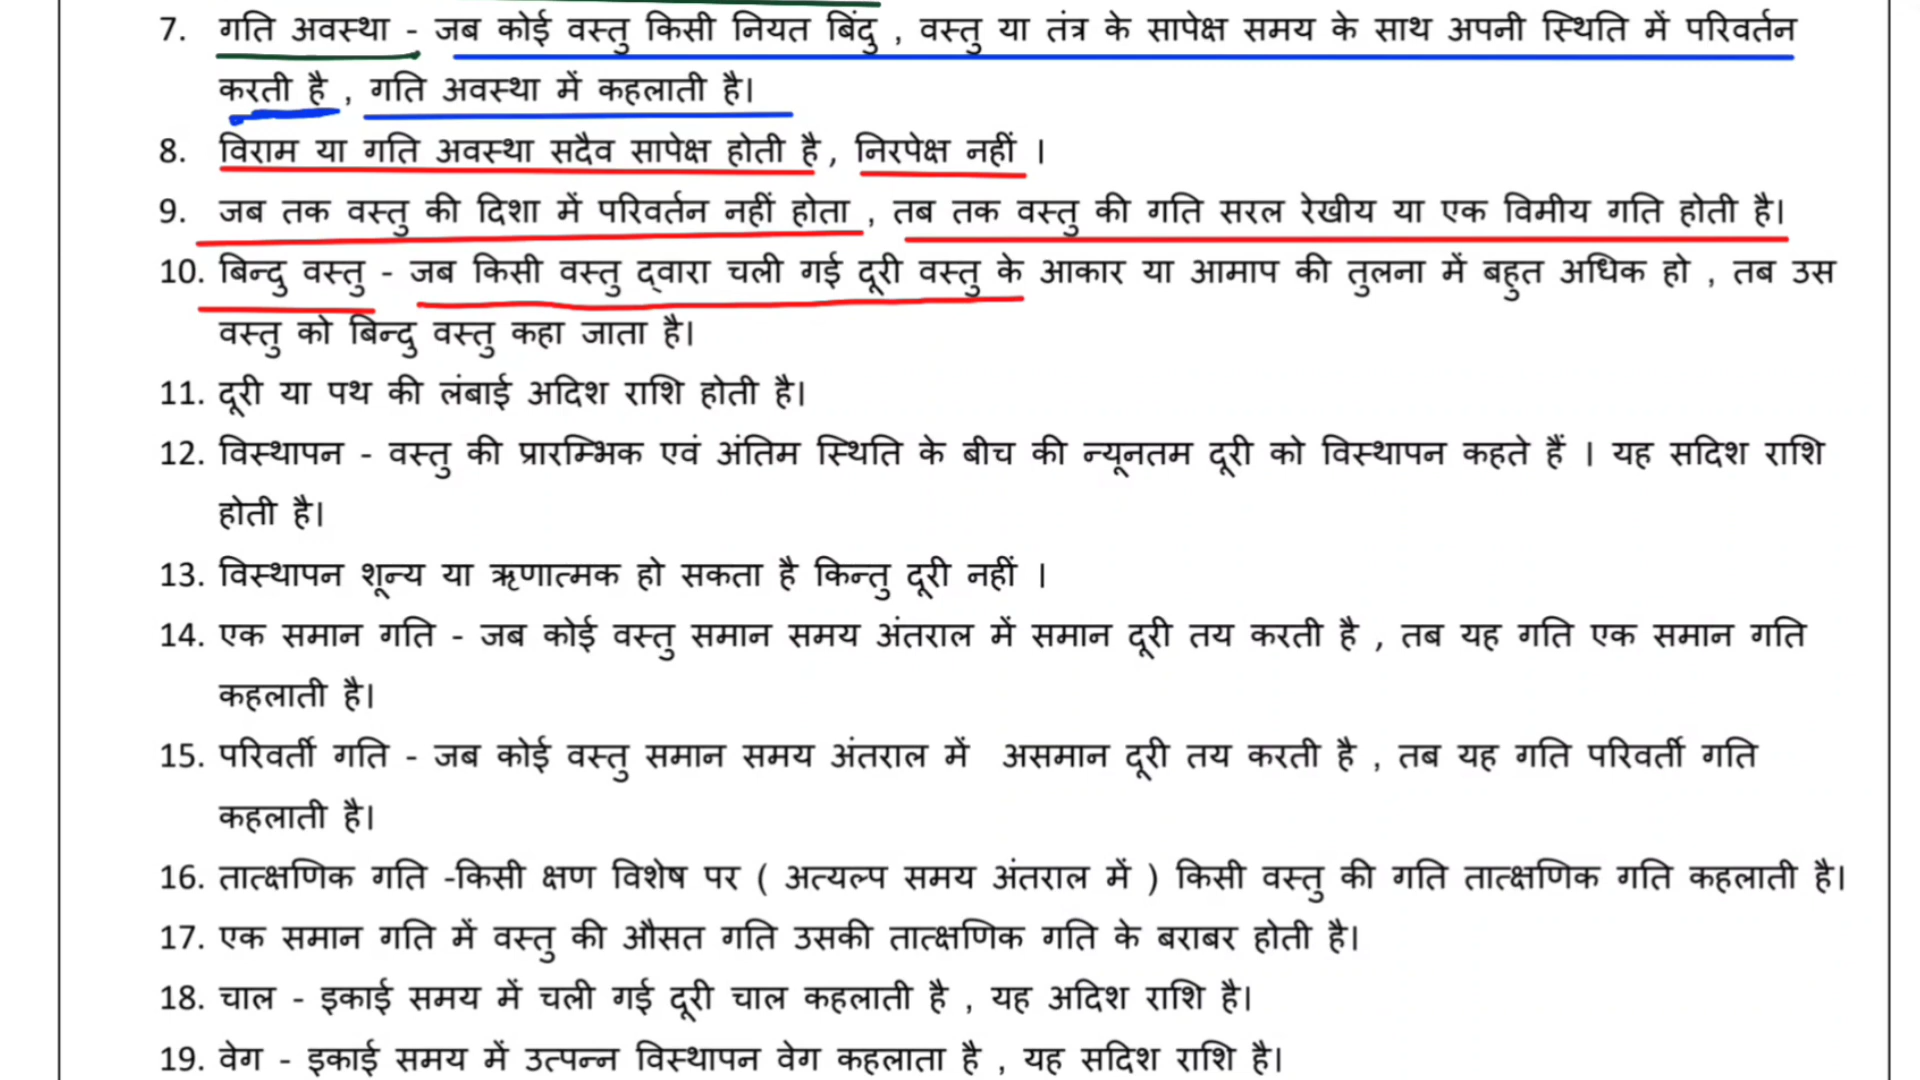 7. गति अवस्था - जब कोई वस्तु किसी नियत बिंदु , वस्तु या तंत्र के सापेक्ष समय के साथ अपनी स्थिति में परिवर्तन
करती है , गति अवस्था में कहलाती है।
8. विराम या गति अवस्था सदैव सापेक्ष होती है , निरपेक्ष नहीं ।
9. जब तक वस्तु की दिशा में परिवर्तन नहीं होता , तब तक वस्तु की गति सरल रेखीय या एक विमीय गति होती है।
10. बिन्दु वस्तु - जब किसी वस्तु द्वारा चली गई दूरी वस्तु के आकार या आमाप की तुलना में बहुत अधिक हो , तब उस
वस्तु को बिन्दु वस्तु कहा जाता है।
11. दूरी या पथ की लंबाई अदिश राशि होती है।
12. विस्थापन - वस्तु की प्रारम्भिक एवं अंतिम स्थिति के बीच की न्यूनतम दूरी को विस्थापन कहते हैं । यह सदिश राशि
होती है।
13. विस्थापन शून्य या ऋणात्मक हो सकता है किन्तु दूरी नहीं ।
14. एक समान गति - जब कोई वस्तु समान समय अंतराल में समान दूरी तय करती है , तब यह गति एक समान गति
कहलाती है।
15. परिवर्ती गति - जब कोई वस्तु समान समय अंतराल में असमान दूरी तय करती है , तब यह गति परिवर्ती गति
कहलाती है।
16. तात्क्षणिक गति -किसी क्षण विशेष पर ( अत्यल्प समय अंतराल में ) किसी वस्तु की गति तात्क्षणिक गति कहलाती है।
17. एक समान गति में वस्तु की औसत गति उसकी तात्क्षणिक गति के बराबर होती है।
18. चाल - इकाई समय में चली गई दूरी चाल कहलाती है , यह अदिश राशि है।
19. वेग - इकाई समय में उत्पन्न विस्थापन वेग कहलाता है , यह सदिश राशि है।